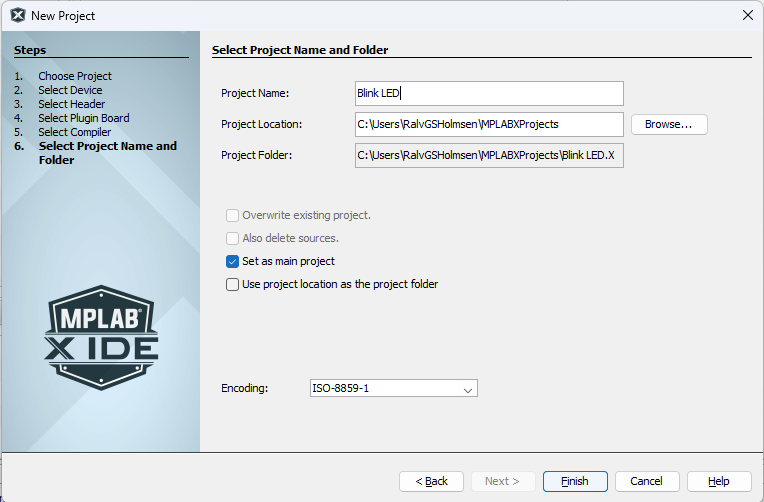 New Project
Steps
1. Choose Project
2. Select Device
3. Select Header
4. Select Plugin Board
5. Select Compiler
6. Select Project Name and
Folder
MPLAB®
X IDE
Select Project Name and Folder
Project Name: Blink LED
Project Location: C:\Users\RalvGSHolmsen\MPLABXProjects Browse...
Project Folder: C:\Users\RalvGSHolmsen\MPLABXProjects\Blink LED.X
Overwrite existing project.
Also delete sources.
Set as main project
Use project location as the project folder
Encoding: ISO-8859-1
< Back Next > Finish Cancel Help